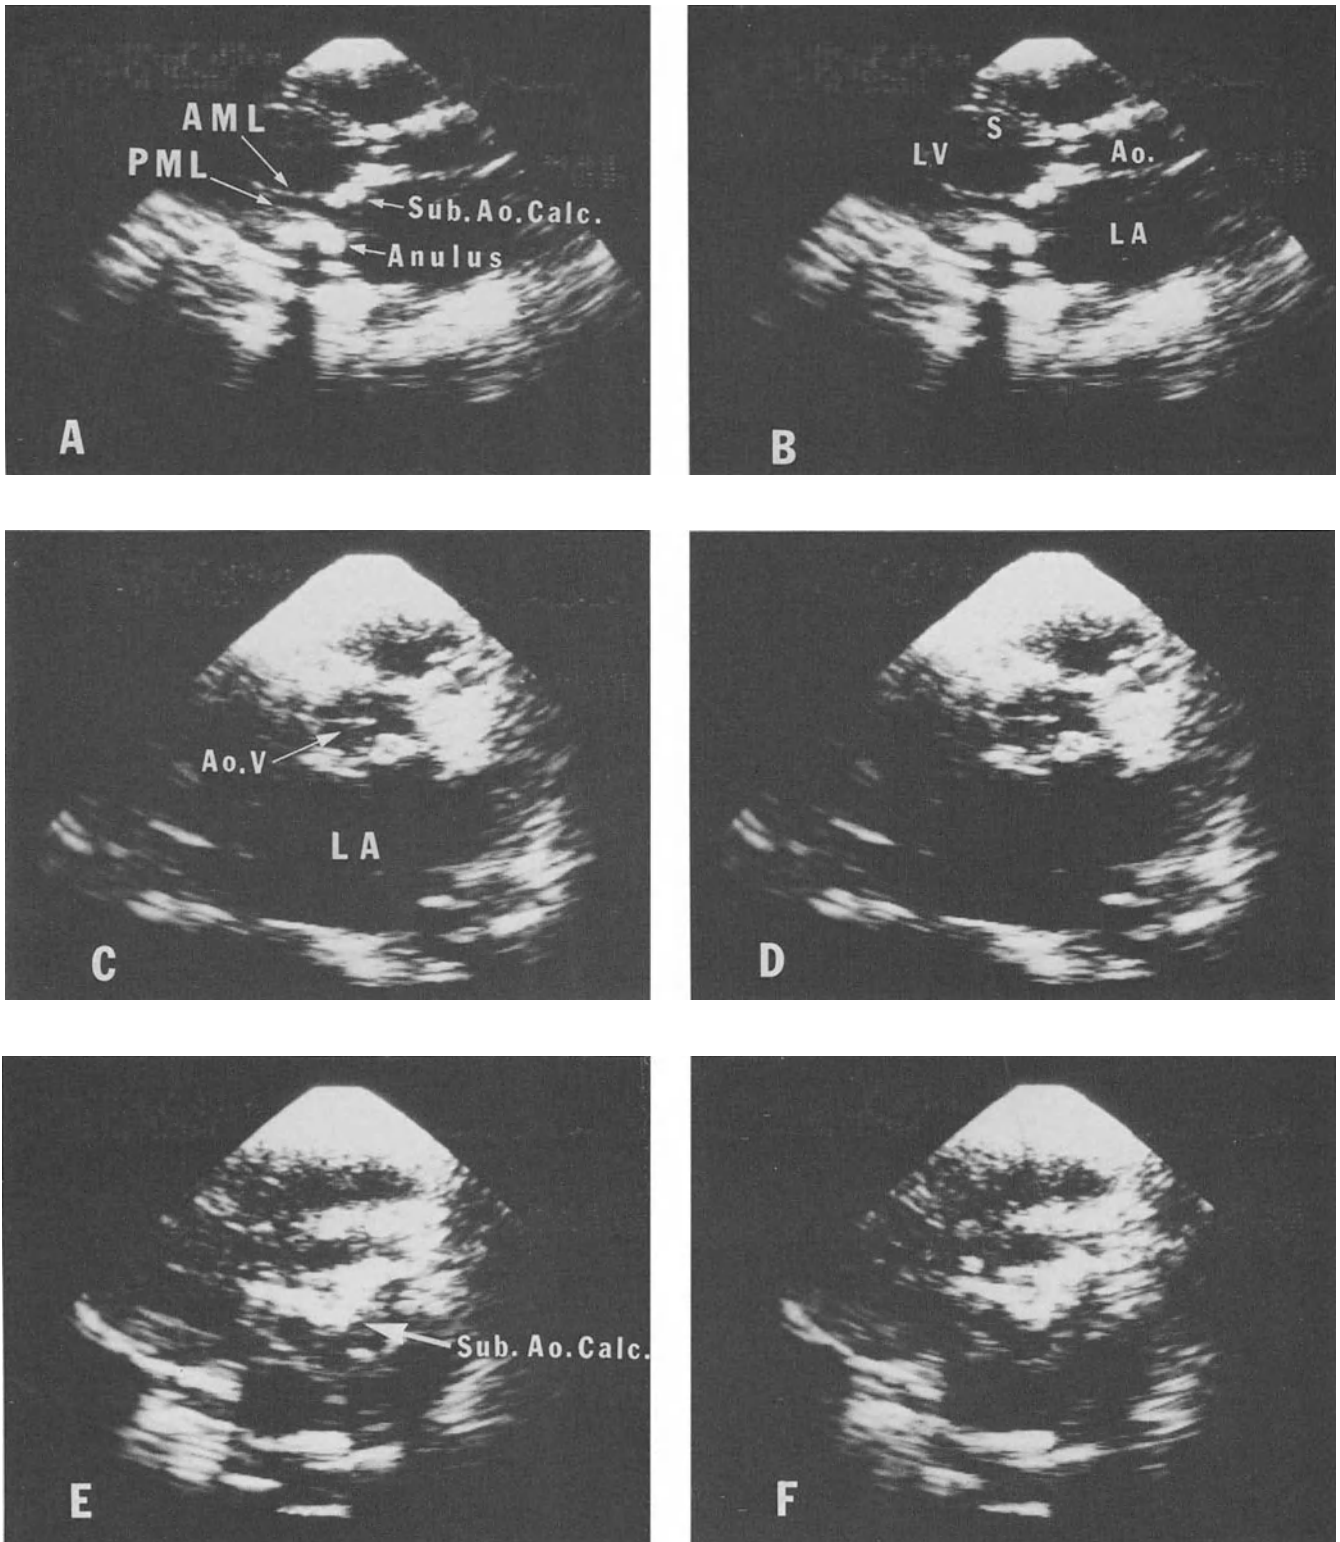 AML
PML
Sub.Ao.Calc.
Anulus
A
S
LV
Ao.
LA
B
Ao.V
LA
C
D
Sub. Ao.Calc.
E
F